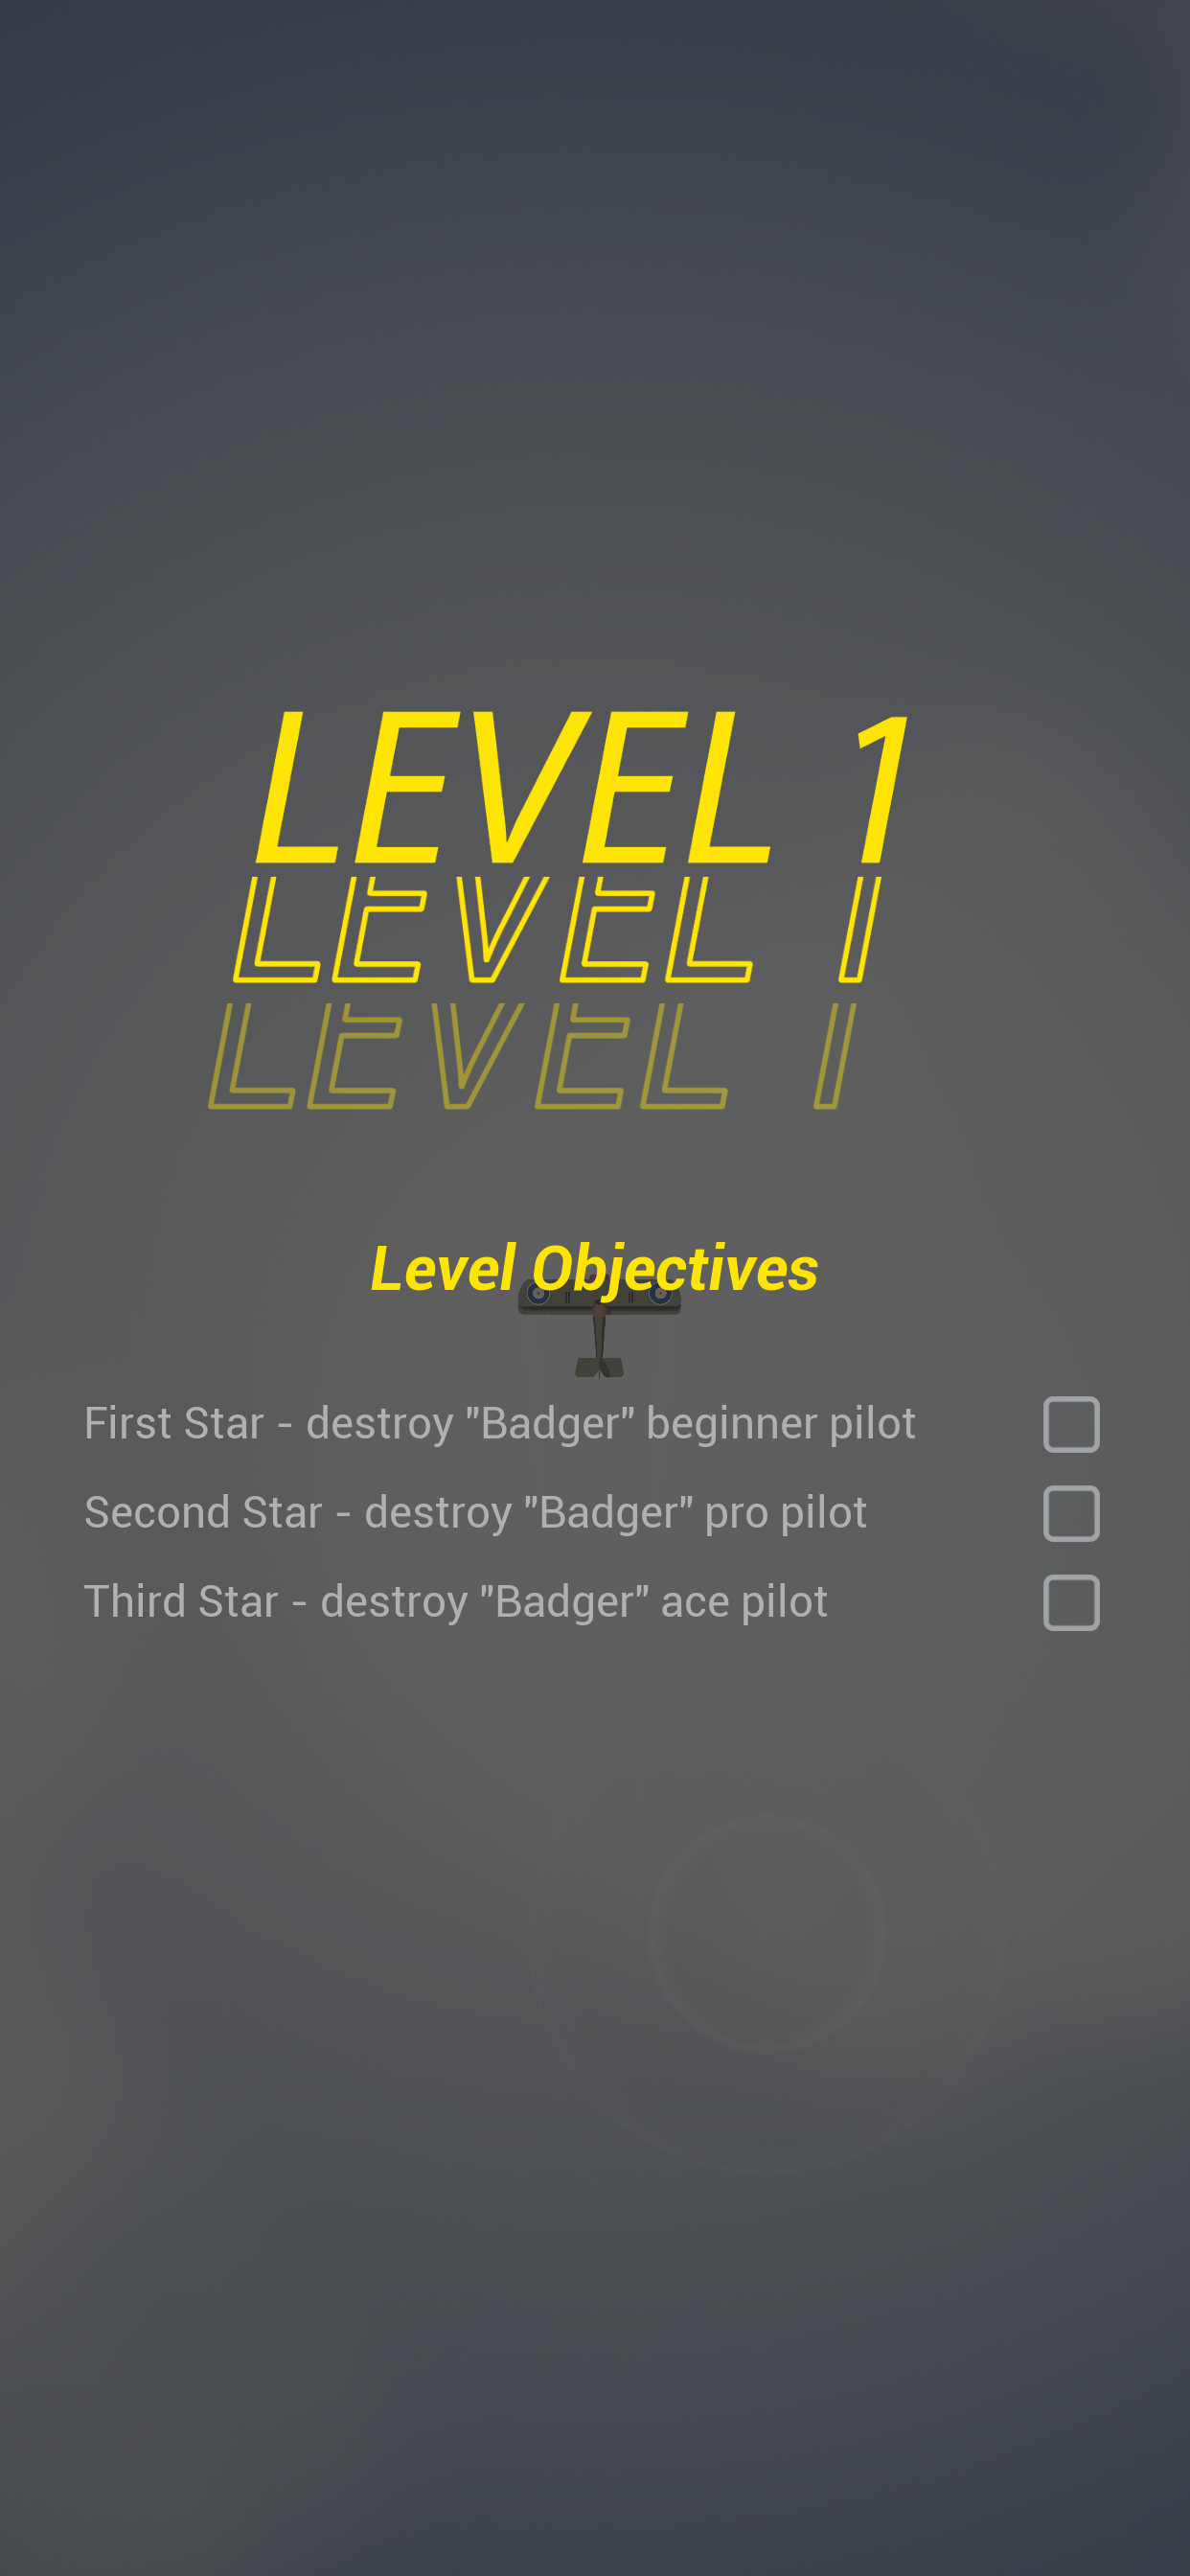 LEVEL 1
LEVEL 1
LEVEL 1
Level Objectives
First Star - destroy "Badger" beginner pilot
Second Star - destroy "Badger" pro pilot
Third Star - destroy "Badger" ace pilot